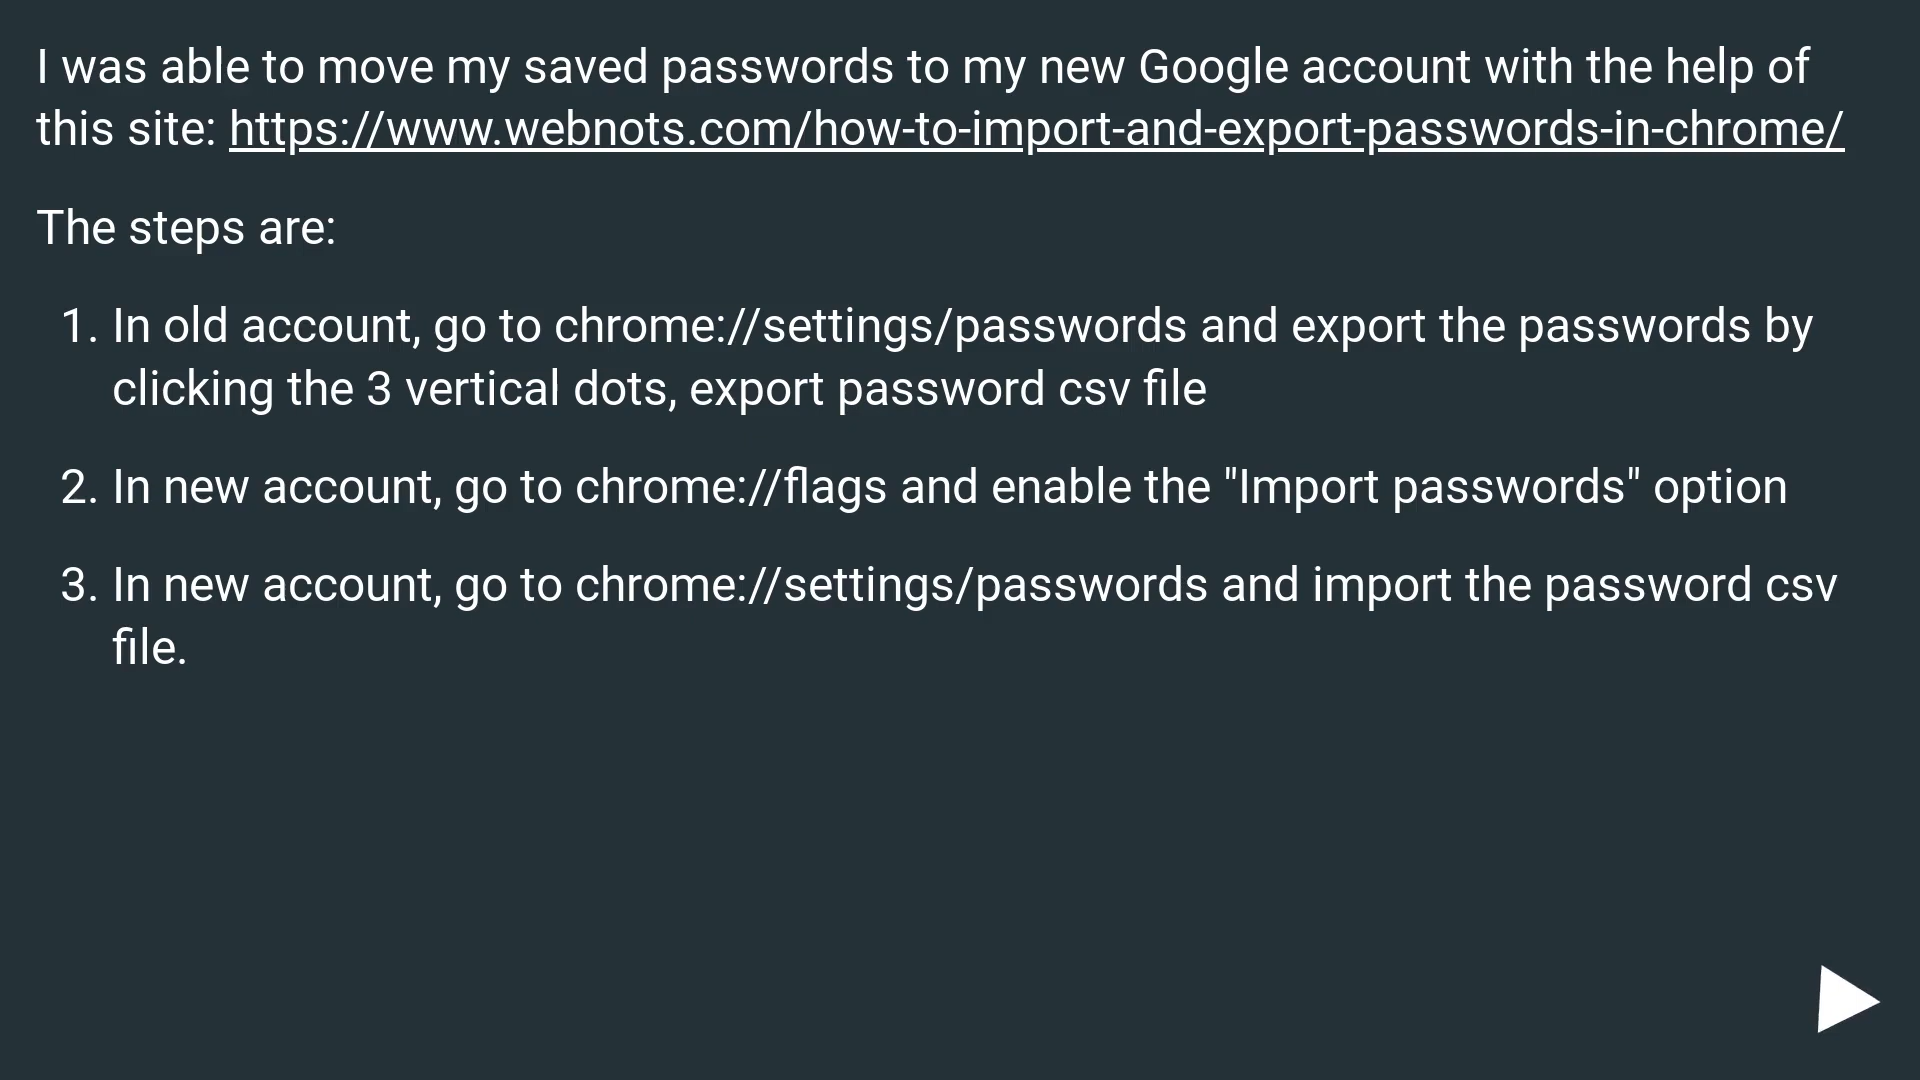 I was able to move my saved passwords to my new Google account with the help of
this site: https://www.webnots.com/how-to-import-and-export-passwords-in-chrome/
The steps are:
1. In old account, go to chrome://settings/passwords and export the passwords by
clicking the 3 vertical dots, export password csv file
2. In new account, go to chrome://flags and enable the "Import passwords" option
3. In new account, go to chrome://settings/passwords and import the password csv
file.